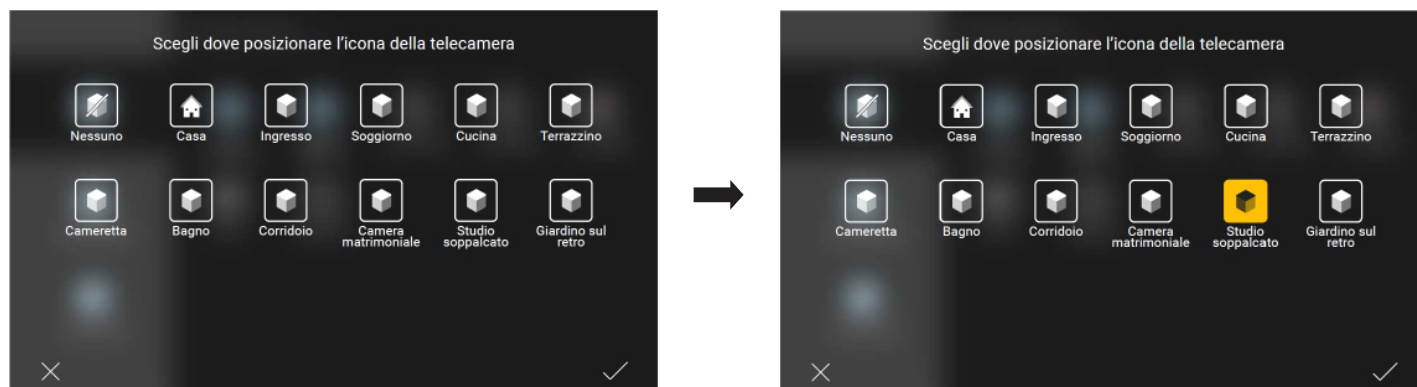 Scegli dove posizionare l'icona della telecamera
Nessuno Casa Ingresso Soggiorno Cucina Terrazzino
Cameretta Bagno Corridoio Camera matrimoniale Studio soppalcato Giardino sul retro
Scegli dove posizionare l'icona della telecamera
Nessuno Casa Ingresso Soggiorno Cucina Terrazzino
Cameretta Bagno Corridoio Camera matrimoniale Studio soppalcato Giardino sul retro